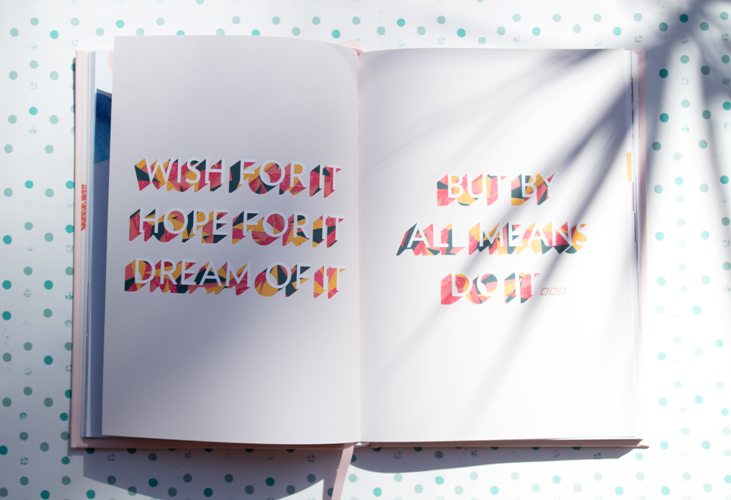 WISH FOR IT
HOPE FOR IT
DREAM OF IT
BUT BY
ALL MEANS
DO IT